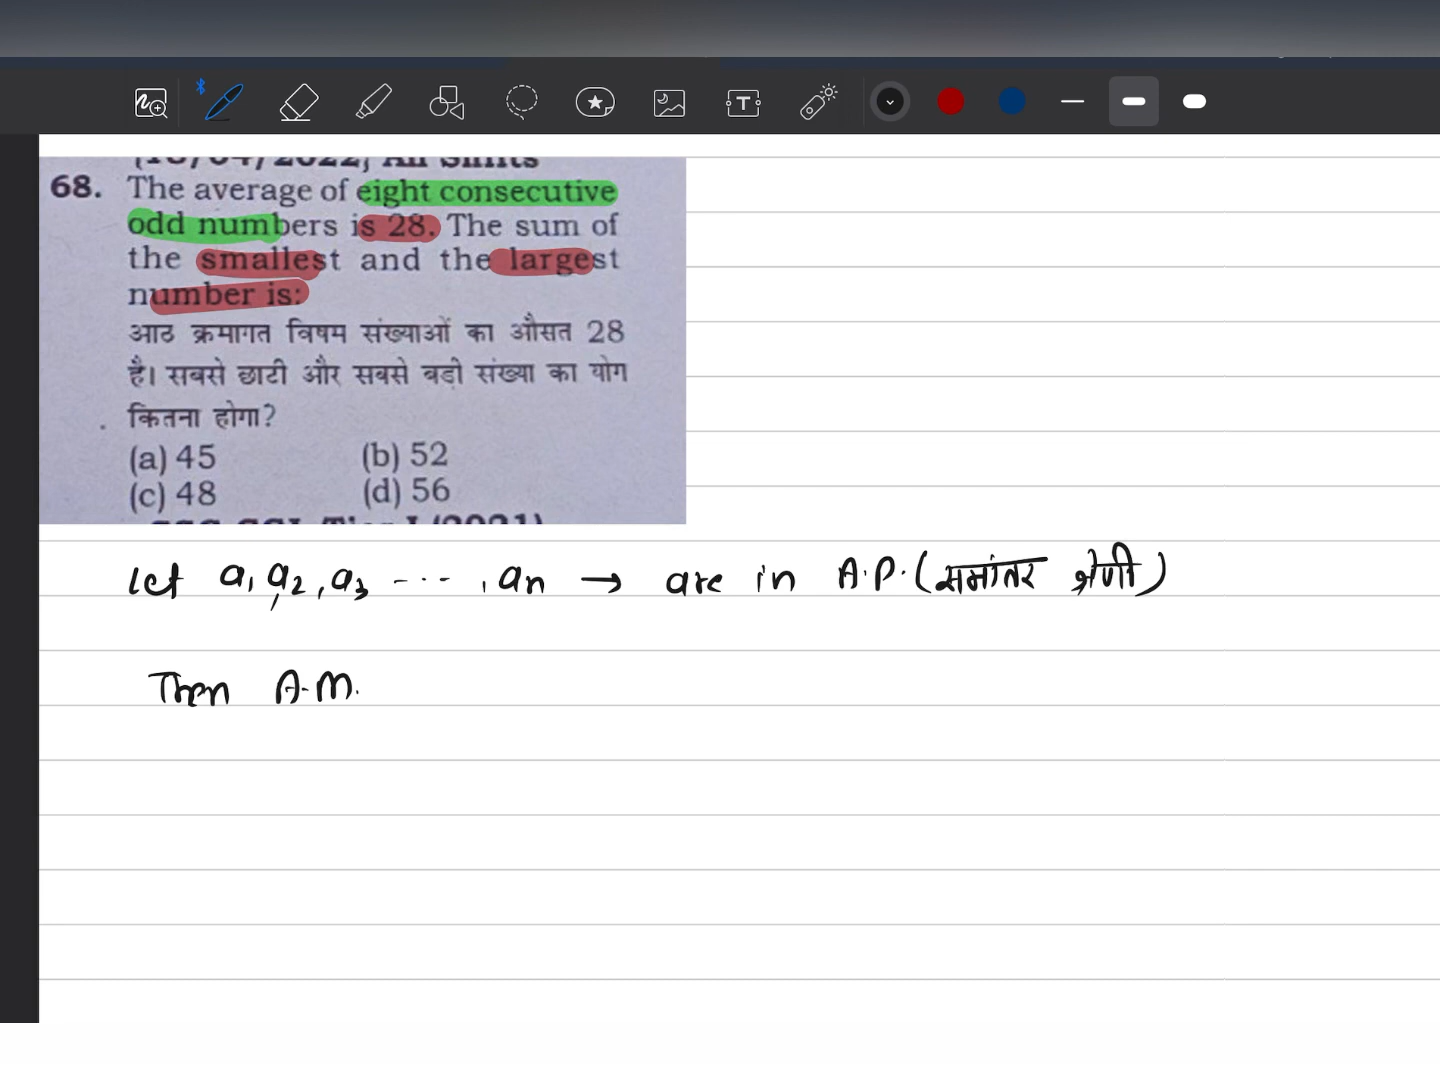 68. The average of eight consecutive
odd numbers is 28. The sum of
the smallest and the largest
number is:
आठ क्रमागत विषम संख्याओं का औसत 28
है। सबसे छाटी और सबसे बडी संख्या का योग
कितना होगा?
(a) 45 (b) 52
(c) 48 (d) 56
let a1, a2, a3 ----, an → are in A.P. (समांतर श्रेणी)
Then A.M.